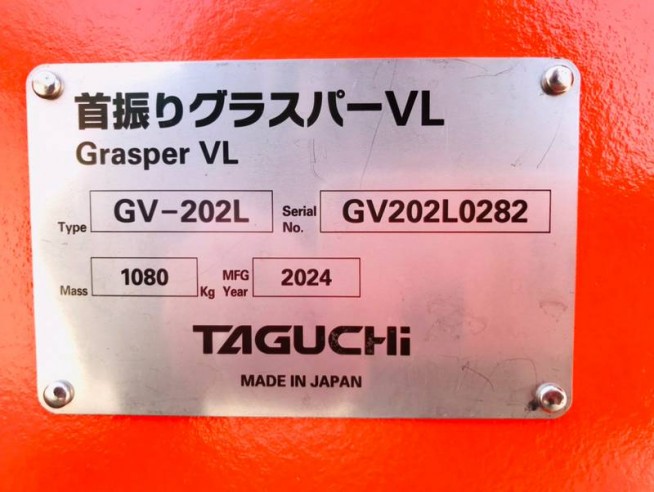 首振りグラスパーVL
Grasper VL
Type GV-202L Serial No. GV202L0282
Mass 1080 Kg MFG Year 2024
TAGUCHi
MADE IN JAPAN